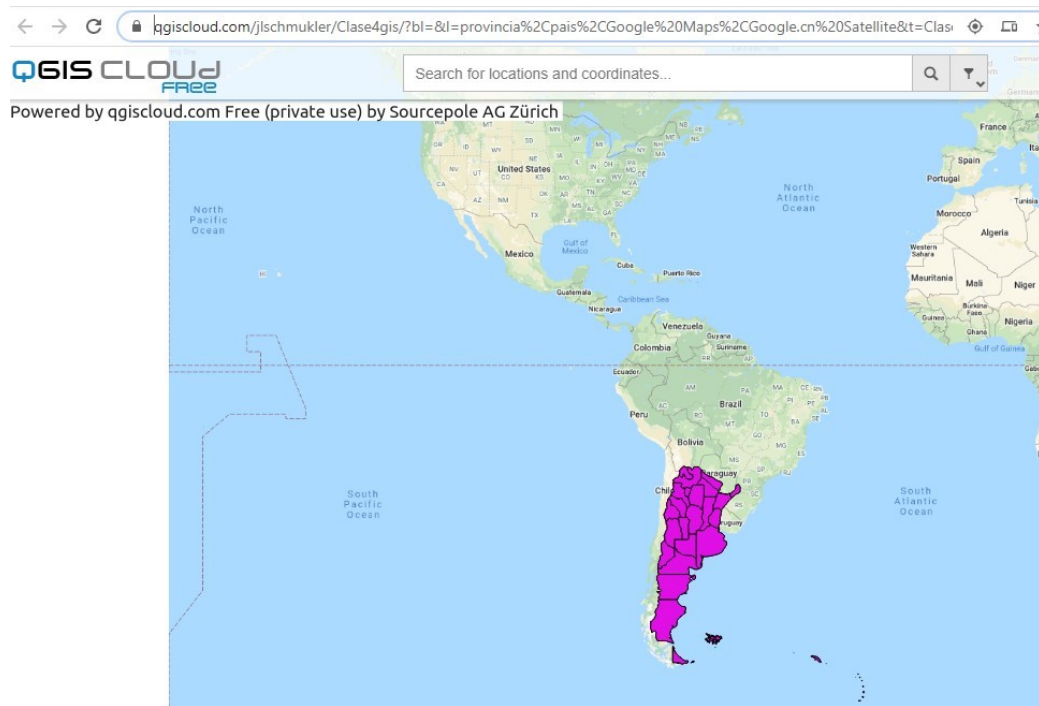 qgiscloud.com/jlschmukler/Clase4gis/?bl=&l=provincia%2Cpais%2CGoogle%20Maps%2CGoogle.cn%20Satellite&t=Clas
QGIS CLOUD
FREE
Search for locations and coordinates...
Powered by qgiscloud.com Free (private use) by Sourcepole AG Zürich
Germany
France
United States
Spain
Portugal
North
Pacific
Ocean
North
Atlantic
Ocean
Tunisia
Morocco
Algeria
Gulf of
Mexico
Mexico
Western
Sahara
Cuba
Puerto Rico
Mauritania
Mali
Niger
Guatemala
Caribbean Sea
Nicaragua
Burkina
Faso
Guinea
Ghana
Nigeria
Venezuela
Guyana
Colombia
Suriname
Gulf of Guinea
Ecuador
Brazil
Peru
Bolivia
Paraguay
Chile
South
Pacific
Ocean
South
Atlantic
Ocean
Uruguay